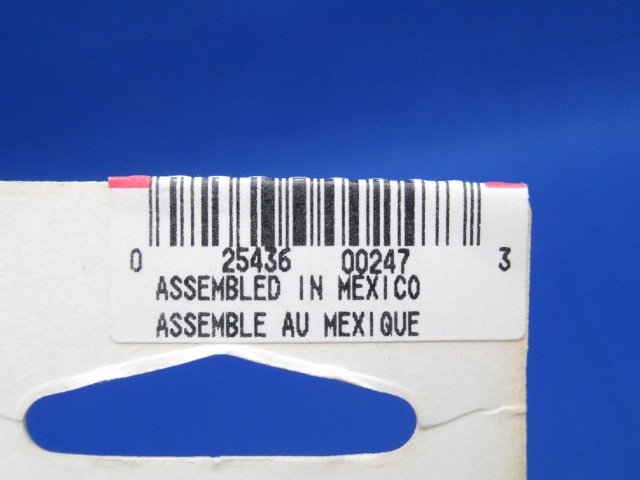 0 25436 00247 3
ASSEMBLED IN MEXICO
ASSEMBLE AU MEXIQUE